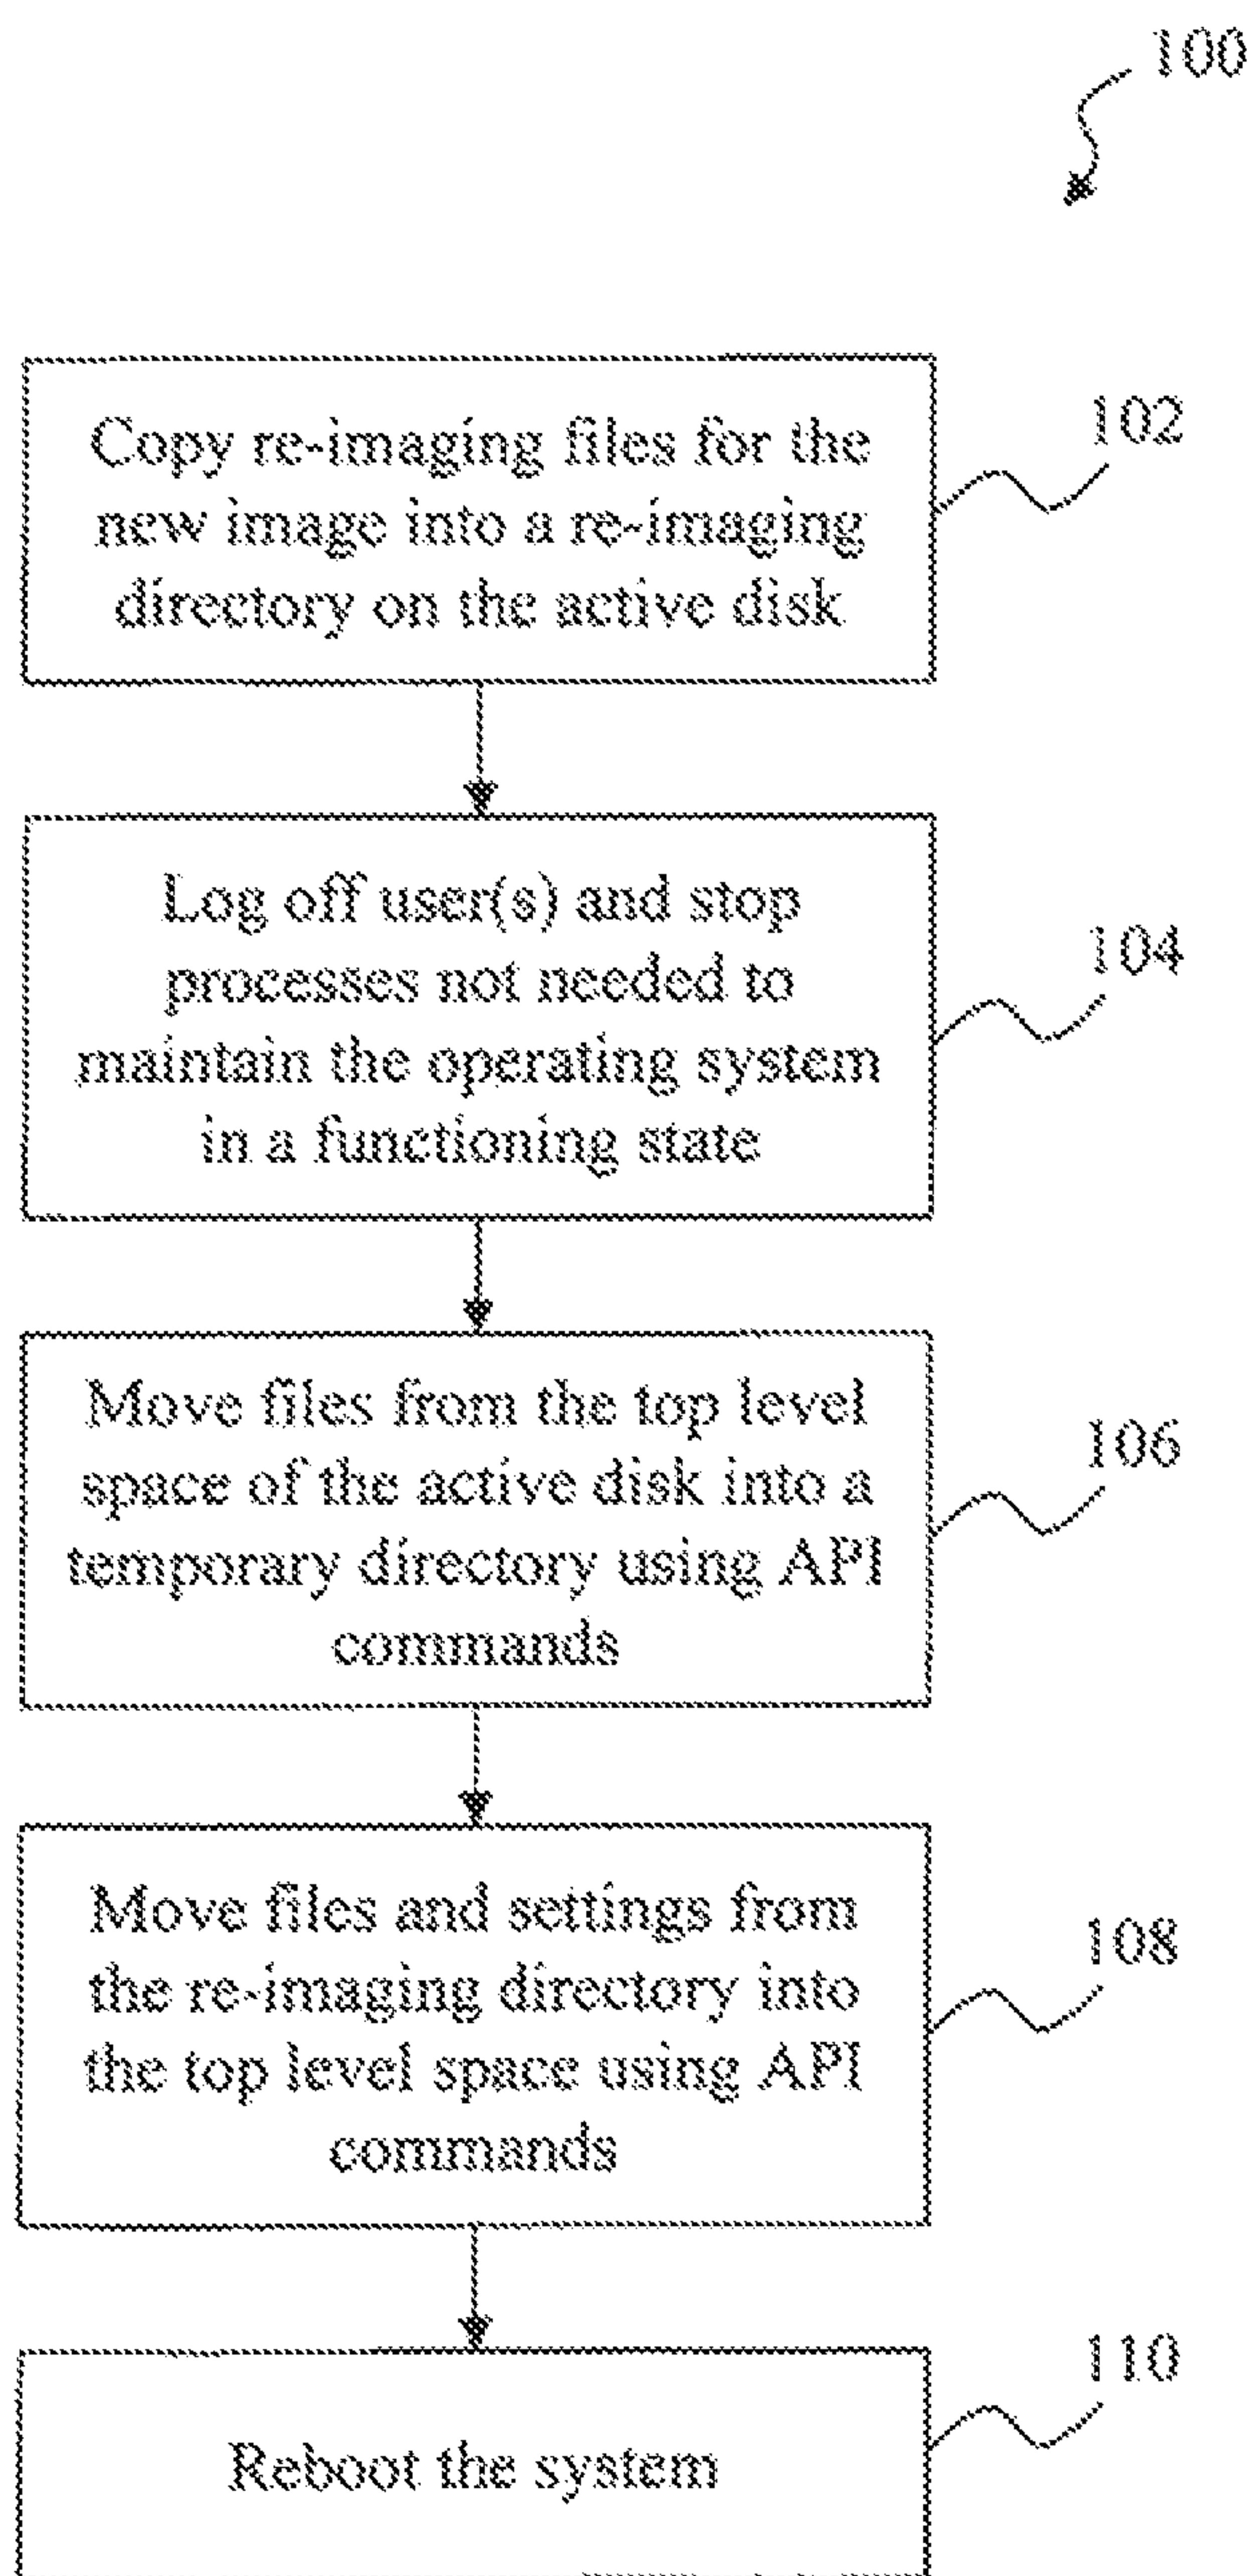 100
Copy re-imaging files for the
new image into a re-imaging
directory on the active disk
102
Log off user(s) and stop
processes not needed to
maintain the operating system
in a functioning state
104
Move files from the top level
space of the active disk into a
temporary directory using API
commands
106
Move files and settings from
the re-imaging directory into
the top level space using API
commands
108
Reboot the system
110